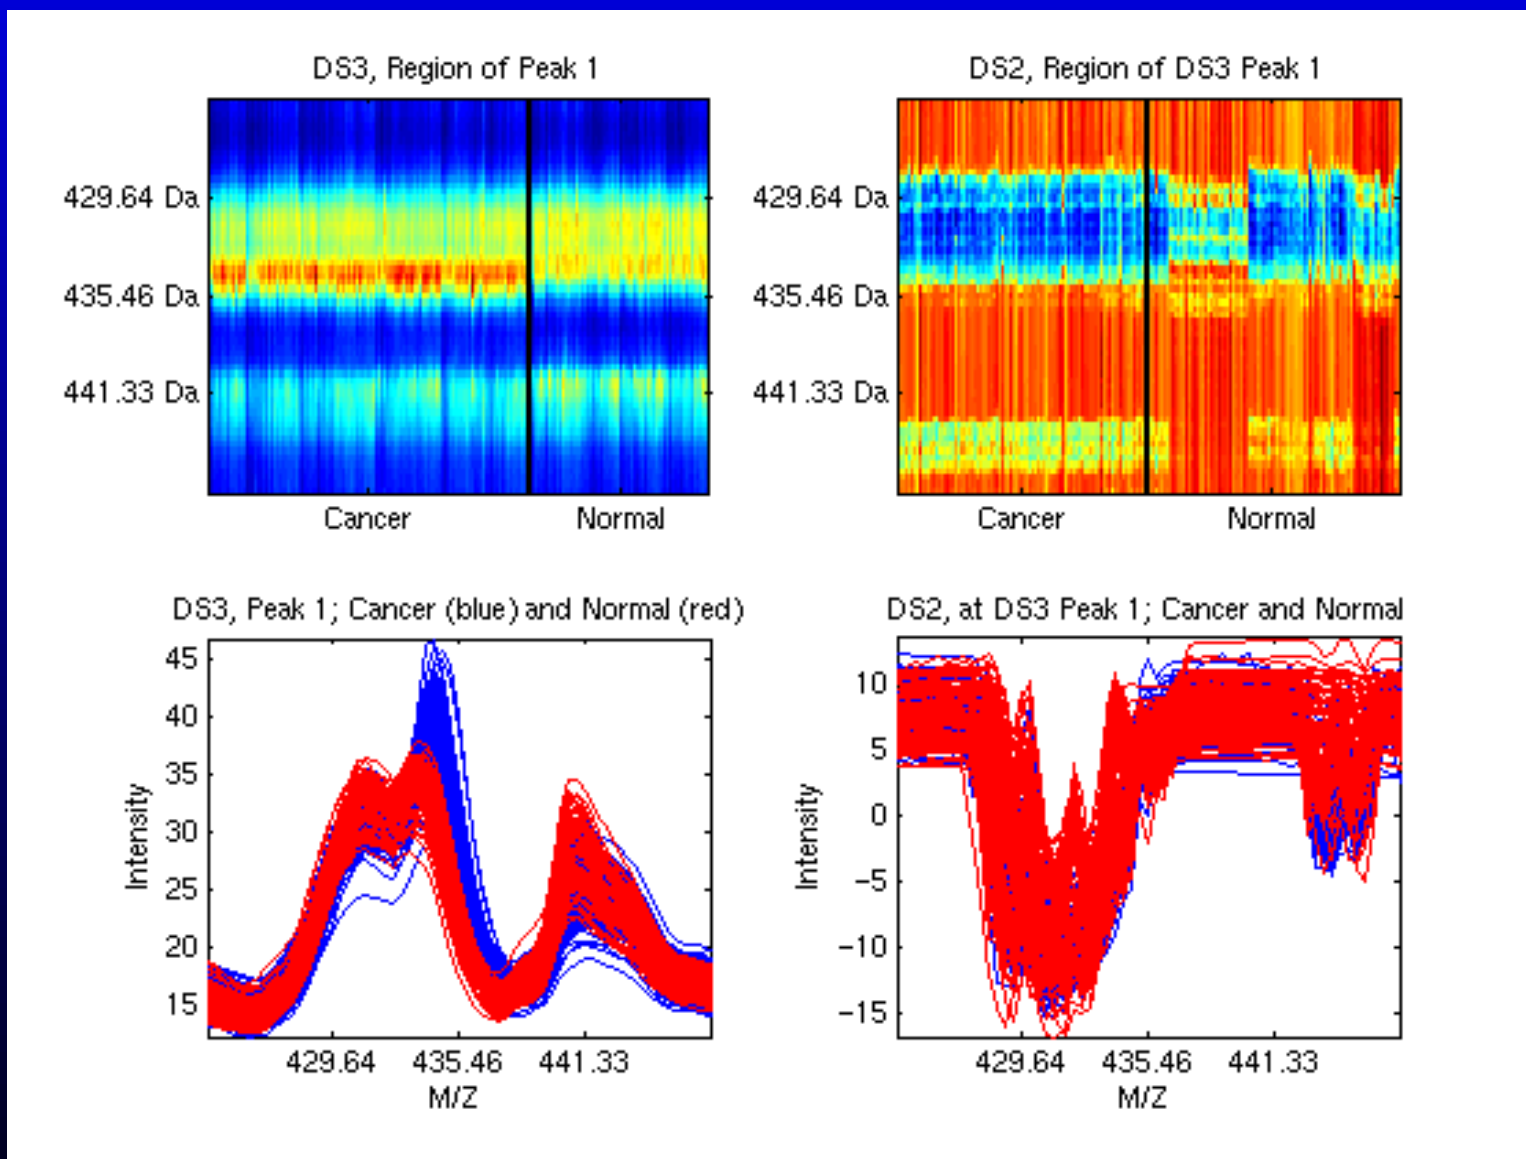 DS3, Region of Peak 1
429.64 Da
435.46 Da
441.33 Da
Cancer
Normal
DS2, Region of DS3 Peak 1
429.64 Da
435.46 Da
441.33 Da
Cancer
Normal
DS3, Peak 1; Cancer (blue) and Normal (red)
45
40
35
30
25
20
15
Intensity
429.64
435.46
441.33
M/Z
DS2, at DS3 Peak 1; Cancer and Normal
10
5
0
−5
−10
−15
Intensity
429.64
435.46
441.33
M/Z